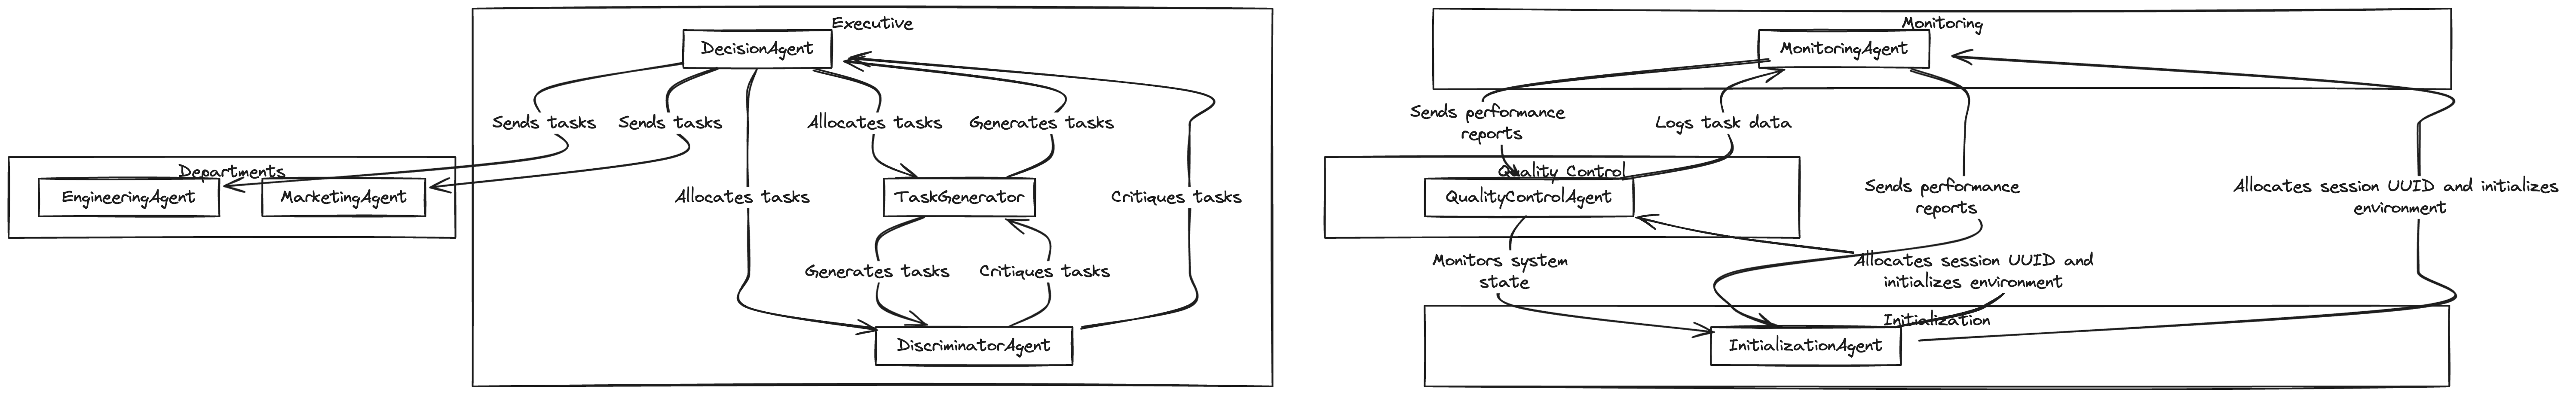 Executive
DecisionAgent
Sends tasks
Sends tasks
Allocates tasks
Generates tasks
Departments
EngineeringAgent
MarketingAgent
Allocates tasks
TaskGenerator
Critiques tasks
Generates tasks
Critiques tasks
DiscriminatorAgent
Monitoring
MonitoringAgent
Sends performance
reports
Logs task data
Quality Control
QualityControlAgent
Sends performance
reports
Allocates session UUID and initializes
environment
Monitors system
state
Allocates session UUID and
initializes environment
Initialization
InitializationAgent